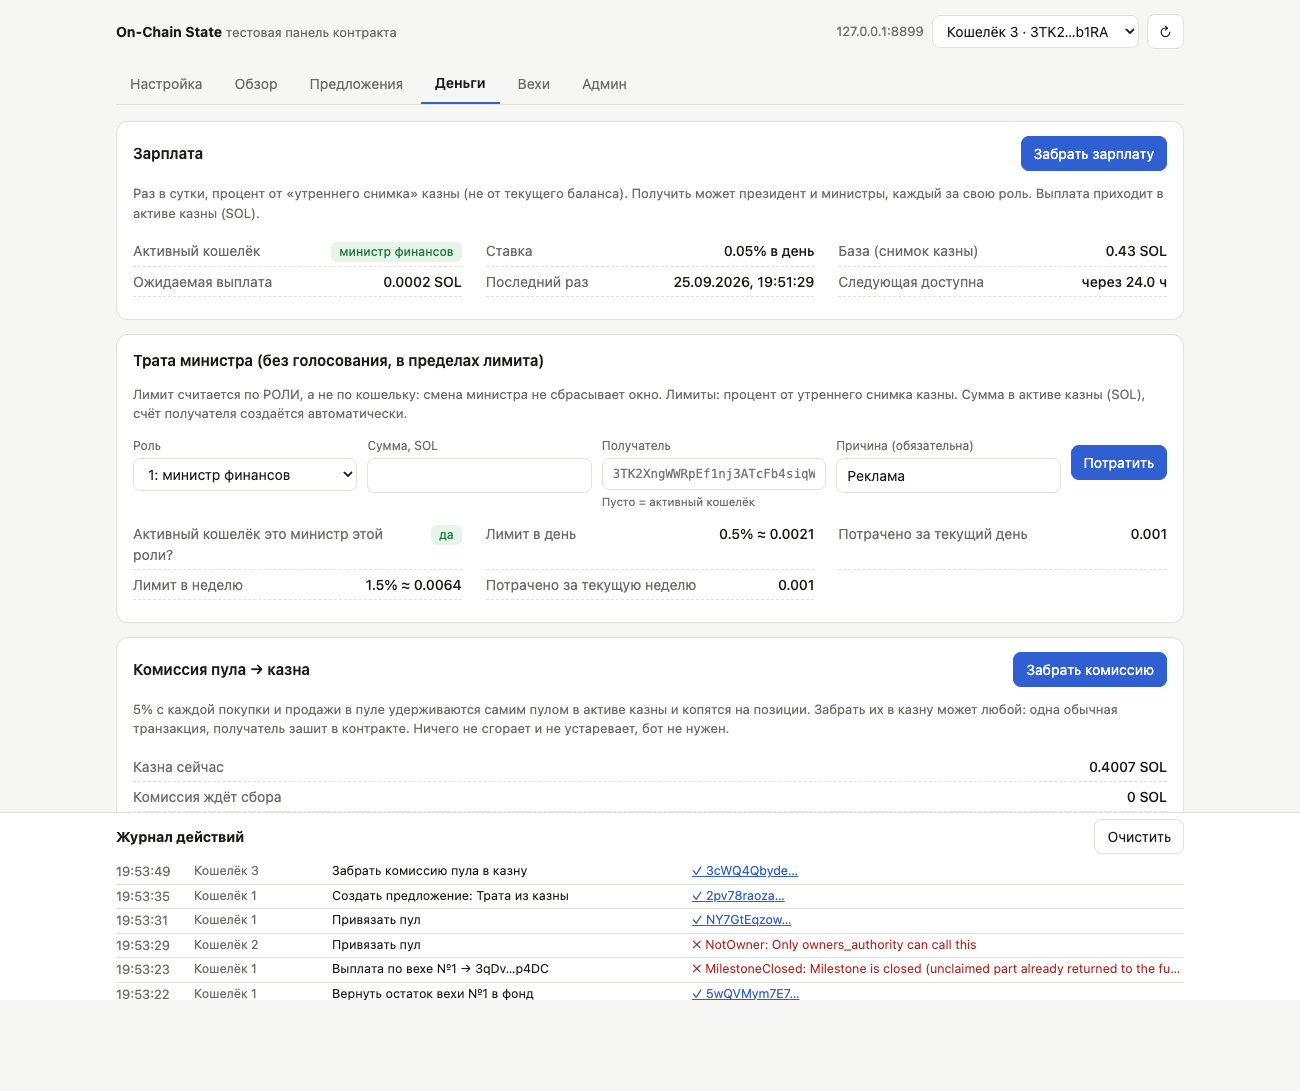 On-Chain State тестовая панель контракта
127.0.0.1:8899
Кошелёк 3 · 3TK2...b1RA
↻
Настройка
Обзор
Предложения
Деньги
Вехи
Админ
Зарплата
Забрать зарплату
Раз в сутки, процент от «утреннего снимка» казны (не от текущего баланса). Получить может президент и министры, каждый за свою роль. Выплата приходит в
активе казны (SOL).
Активный кошелёк министр финансов
Ставка 0.05% в день
База (снимок казны) 0.43 SOL
Ожидаемая выплата 0.0002 SOL
Последний раз 25.09.2026, 19:51:29
Следующая доступна через 24.0 ч
Трата министра (без голосования, в пределах лимита)
Лимит считается по РОЛИ, а не по кошельку: смена министра не сбрасывает окно. Лимиты: процент от утреннего снимка казны. Сумма в активе казны (SOL),
счёт получателя создаётся автоматически.
Роль
Сумма, SOL
Получатель
Причина (обязательна)
1: министр финансов
3TK2XngWWRpEf1nj3ATcFb4siqW
Реклама
Потратить
Пусто = активный кошелёк
Активный кошелёк это министр этой
роли?
да
Лимит в день 0.5% ≈ 0.0021
Потрачено за текущий день 0.001
Лимит в неделю 1.5% ≈ 0.0064
Потрачено за текущую неделю 0.001
Комиссия пула → казна
Забрать комиссию
5% с каждой покупки и продажи в пуле удерживаются самим пулом в активе казны и копятся на позиции. Забрать их в казну может любой: одна обычная
транзакция, получатель зашит в контракте. Ничего не сгорает и не устаревает, бот не нужен.
Казна сейчас 0.4007 SOL
Комиссия ждёт сбора 0 SOL
Журнал действий
Очистить
19:53:49 Кошелёк 3 Забрать комиссию пула в казну ✓ 3cWQ4Qbyde...
19:53:35 Кошелёк 1 Создать предложение: Трата из казны ✓ 2pv78raoza...
19:53:31 Кошелёк 1 Привязать пул ✓ NY7GtEqzow...
19:53:29 Кошелёк 2 Привязать пул ✕ NotOwner: Only owners_authority can call this
19:53:23 Кошелёк 1 Выплата по вехе №1 → 3qDv...p4DC ✕ MilestoneClosed: Milestone is closed (unclaimed part already returned to the fu...
19:53:22 Кошелёк 1 Вернуть остаток вехи №1 в фонд ✓ 5wQVMym7E7...